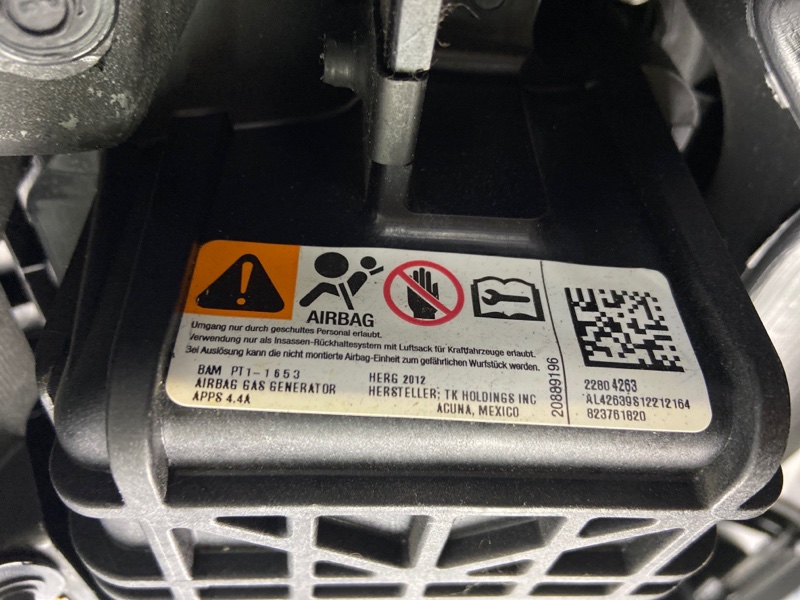 AIRBAG
Umgang nur durch geschultes Personal erlaubt.
Verwendung nur als Insassen-Rückhaltesystem mit Luftsack für Kraftfahrzeuge erlaubt.
Bei Auslösung kann die nicht montierte Airbag-Einheit zum gefährlichen Wurfstück werden.
BAM PT1-1653
AIRBAG GAS GENERATOR
APPS 4.4A
HERG 2012
HERSTELLER: TK HOLDINGS INC
ACUNA, MEXICO
20889196
2280 4263
AL42639S12212164
823761820